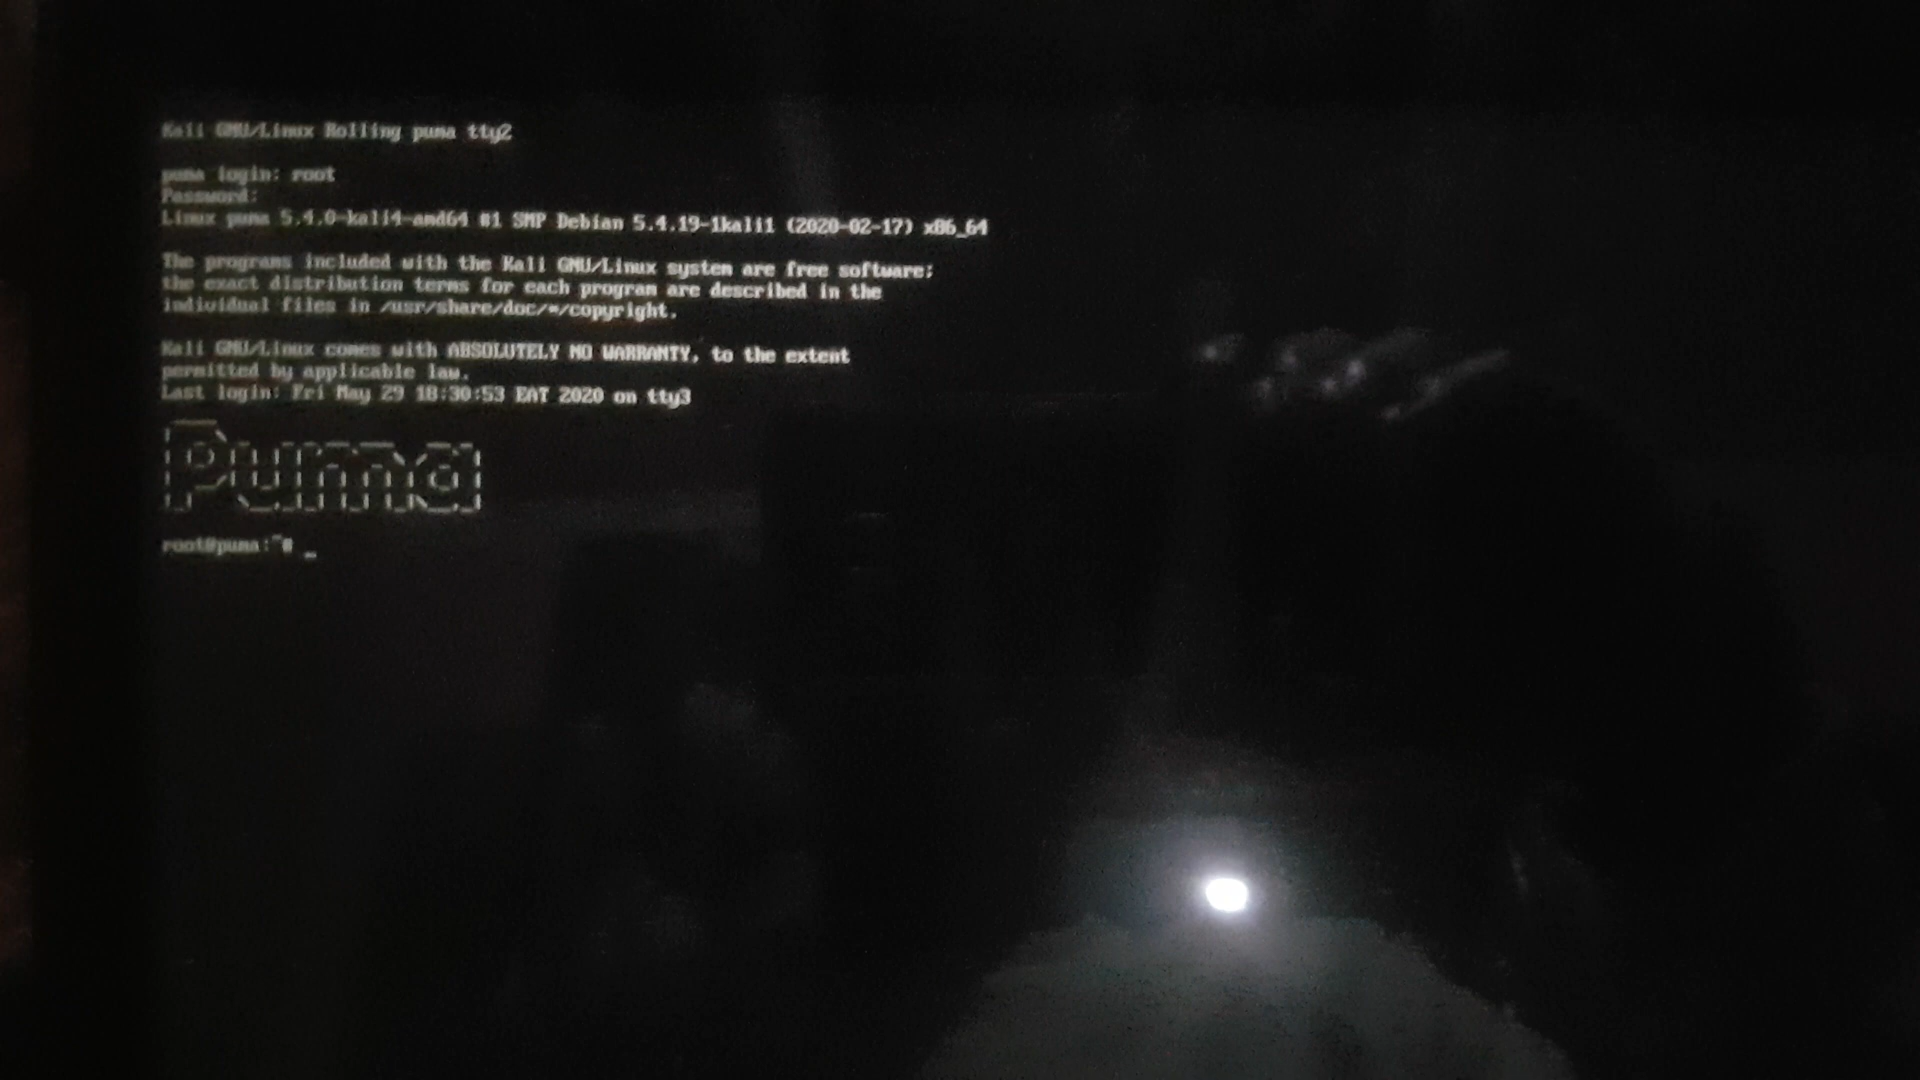 Kali GNU/Linux Rolling puma tty2
puma login: root
Password:
Linux puma 5.4.0-kali4-amd64 #1 SMP Debian 5.4.19-1kali1 (2020-02-17) x86_64
The programs included with the Kali GNU/Linux system are free software;
the exact distribution terms for each program are described in the
individual files in /usr/share/doc/*/copyright.
Kali GNU/Linux comes with ABSOLUTELY NO WARRANTY, to the extent
permitted by applicable law.
Last login: Fri May 29 18:30:53 EAT 2020 on tty3
Puma
root@puma:~# _